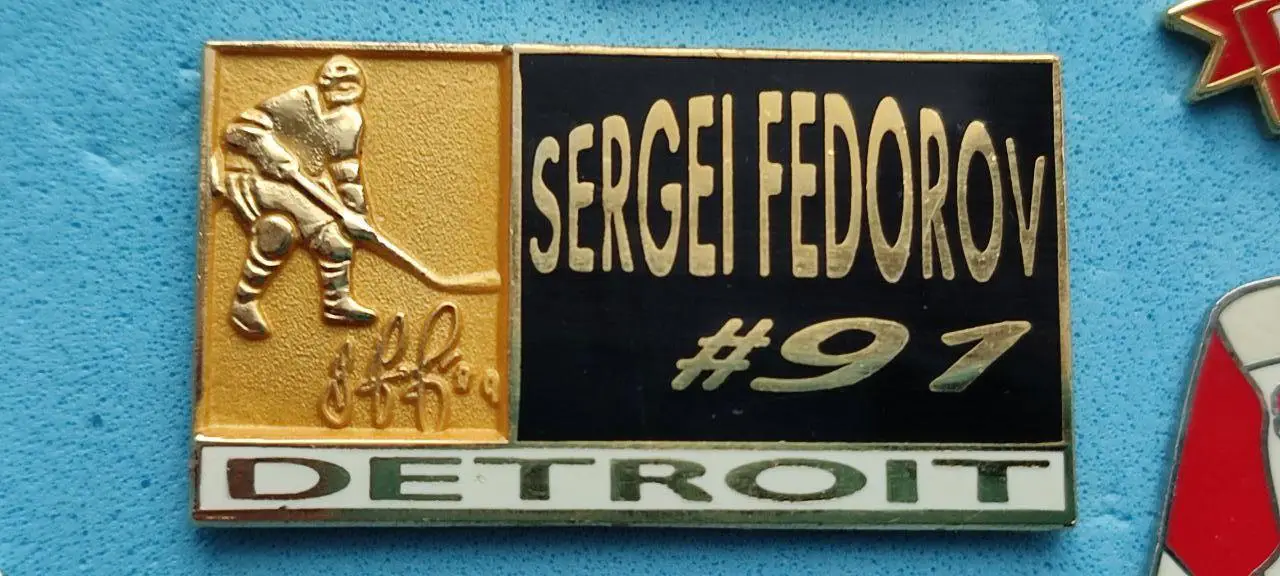 SERGEI FEDOROV
#91
DETROIT